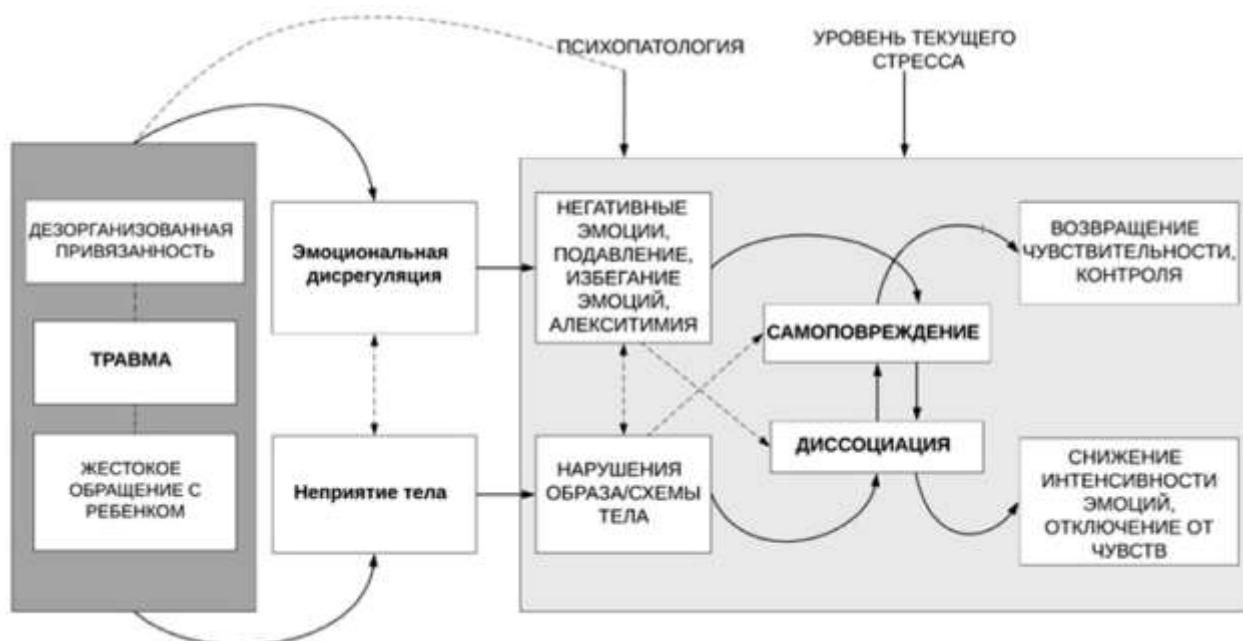 ПСИХОПАТОЛОГИЯ
УРОВЕНЬ ТЕКУЩЕГО
СТРЕССА
ДЕЗОРГАНИЗОВАННАЯ
ПРИВЯЗАННОСТЬ
ТРАВМА
ЖЕСТОКОЕ
ОБРАЩЕНИЕ С
РЕБЕНКОМ
Эмоциональная
дисрегуляция
Неприятие тела
НЕГАТИВНЫЕ
ЭМОЦИИ,
ПОДАВЛЕНИЕ,
ИЗБЕГАНИЕ
ЭМОЦИЙ,
АЛЕКСИТИМИЯ
НАРУШЕНИЯ
ОБРАЗА/СХЕМЫ
ТЕЛА
САМОПОВРЕЖДЕНИЕ
ДИССОЦИАЦИЯ
ВОЗВРАЩЕНИЕ
ЧУВСТВИТЕЛЬНОСТИ,
КОНТРОЛЯ
СНИЖЕНИЕ
ИНТЕНСИВНОСТИ
ЭМОЦИЙ,
ОТКЛЮЧЕНИЕ ОТ
ЧУВСТВ